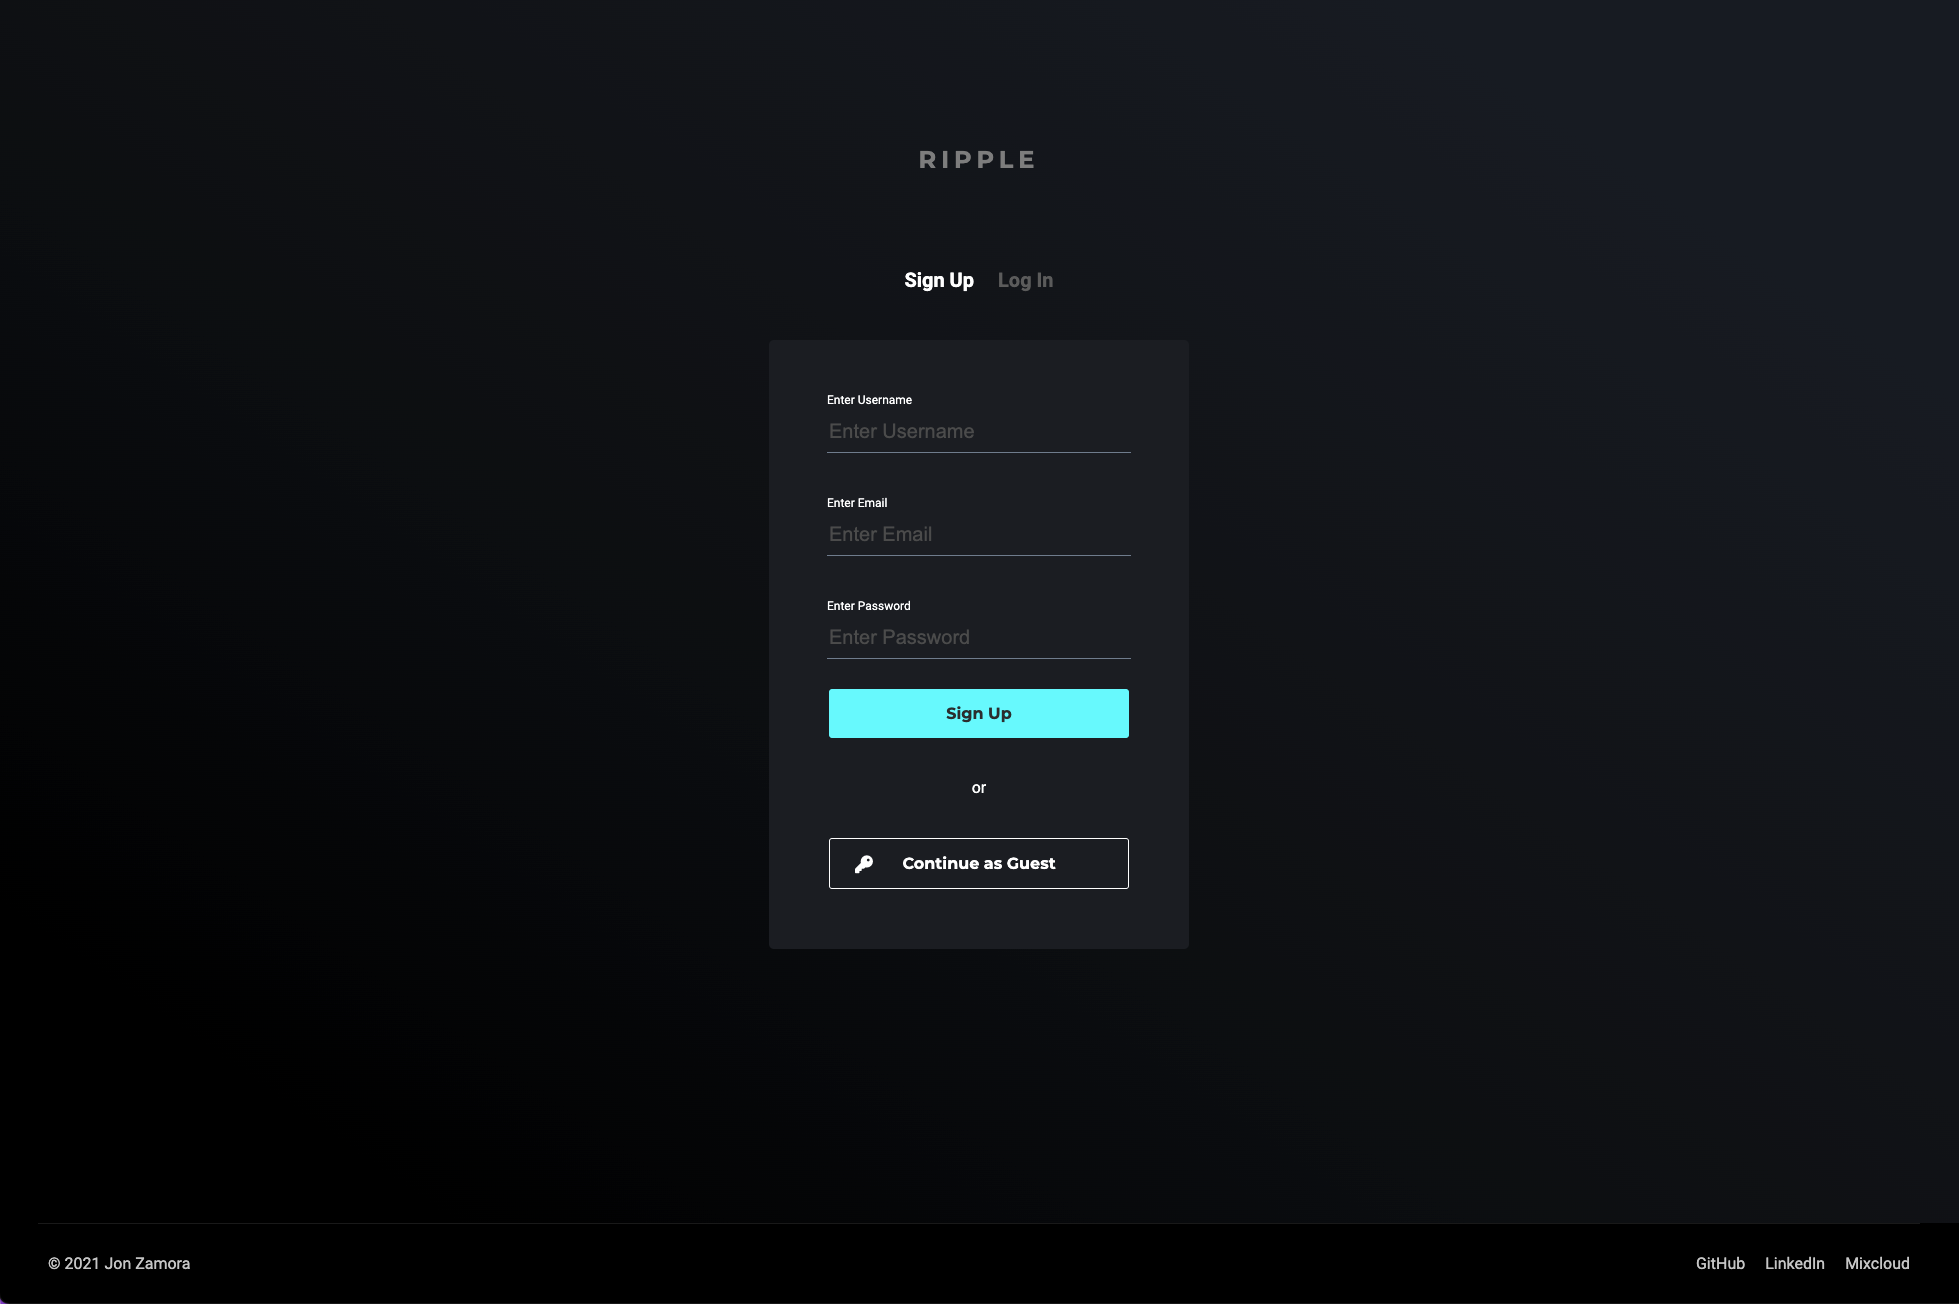 RIPPLE
Sign Up Log In
Enter Username
Enter Username
Enter Email
Enter Email
Enter Password
Enter Password
Sign Up
or
Continue as Guest
© 2021 Jon Zamora GitHub LinkedIn Mixcloud